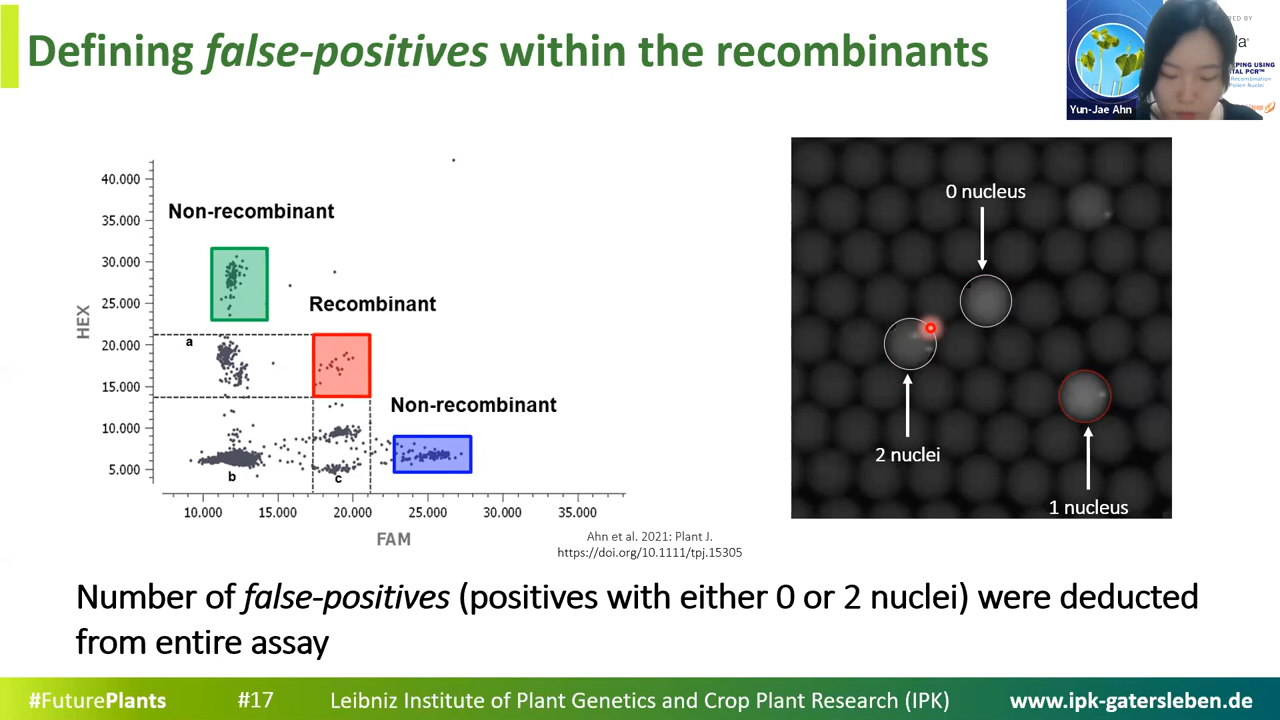 Defining false-positives within the recombinants
Yun-Jae Ahn
40.000
35.000
30.000
25.000
20.000
15.000
10.000
5.000
HEX
Non-recombinant
Recombinant
Non-recombinant
a
b
c
10.000
15.000
20.000
25.000
30.000
35.000
FAM
Ahn et al. 2021: Plant J.
https://doi.org/10.1111/tpj.15305
0 nucleus
2 nuclei
1 nucleus
Number of false-positives (positives with either 0 or 2 nuclei) were deducted
from entire assay
#FuturePlants
#17
Leibniz Institute of Plant Genetics and Crop Plant Research (IPK)
www.ipk-gatersleben.de